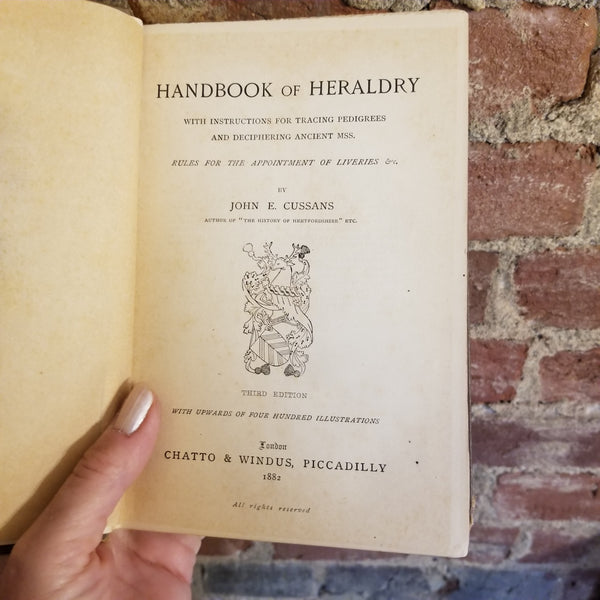 HANDBOOK OF HERALDRY
WITH INSTRUCTIONS FOR TRACING PEDIGREES
AND DECIPHERING ANCIENT MSS.
RULES FOR THE APPOINTMENT OF LIVERIES &c.
BY
JOHN E. CUSSANS
AUTHOR OF "THE HISTORY OF HERTFORDSHIRE" ETC.
THIRD EDITION
WITH UPWARDS OF FOUR HUNDRED ILLUSTRATIONS
London
CHATTO & WINDUS, PICCADILLY
1882
All rights reserved